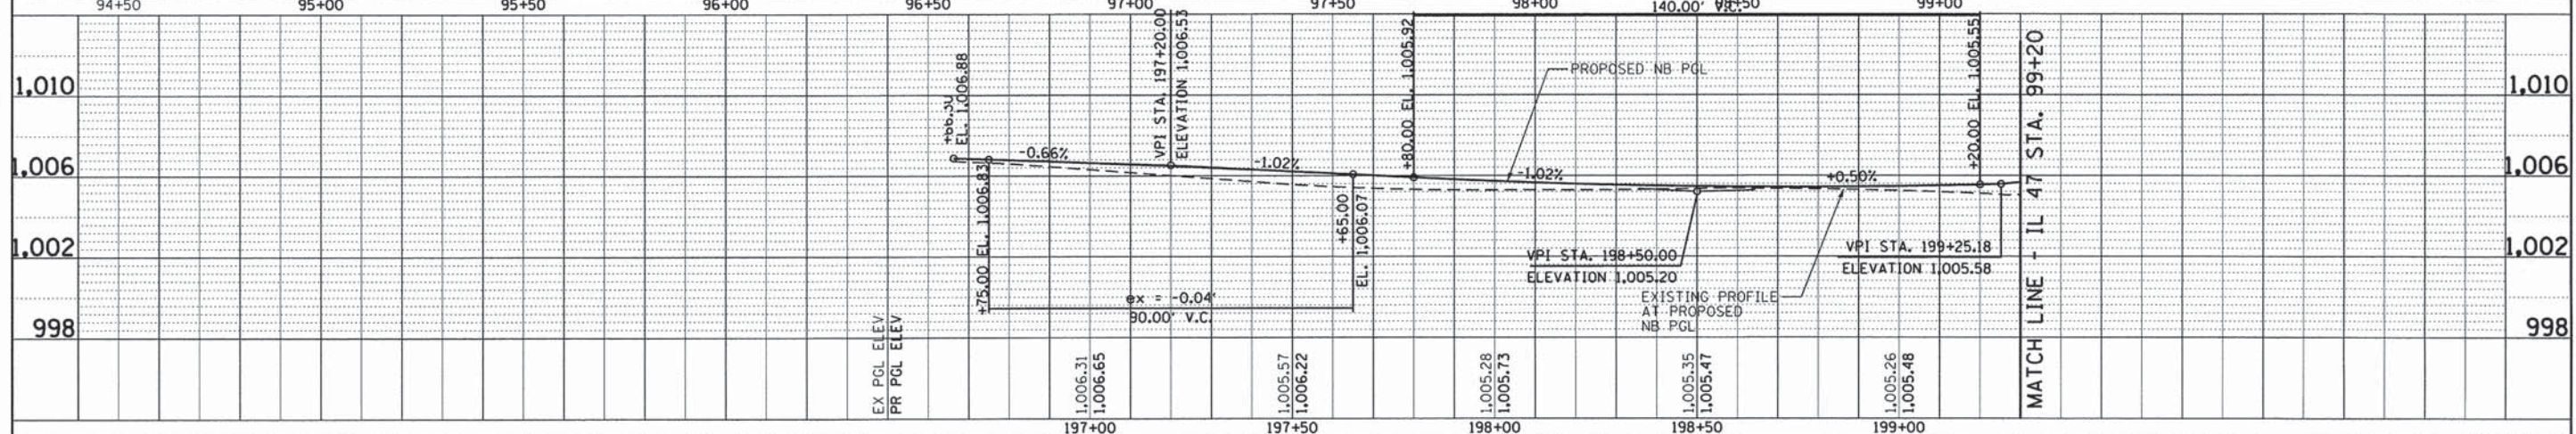 94+50 95+00 95+50 96+00 96+50 97+00 97+50 98+00 99+00
140.00' V.C.
1,010
1,006
1,002
998
EL. 1,006.88
+75.00 EL. 1,006.83
-0.66%
VPI STA. 197+20.00
ELEVATION 1,006.53
-1.02%
+65.00
EL. 1,006.07
ex = -0.04'
90.00' V.C.
+80.00 EL. 1,005.92
PROPOSED NB PGL
-1.02%
VPI STA. 198+50.00
ELEVATION 1,005.20
EXISTING PROFILE
AT PROPOSED
NB PGL
+0.50%
+20.00 EL. 1,005.55
VPI STA. 199+25.18
ELEVATION 1,005.58
MATCH LINE - IL 47 STA. 99+20
1,010
1,006
1,002
998
EX PGL ELEV
PR PGL ELEV
1,006.31
1,006.65
1,005.57
1,006.22
1,005.28
1,005.73
1,005.35
1,005.47
1,005.26
1,005.48
197+00 197+50 198+00 198+50 199+00